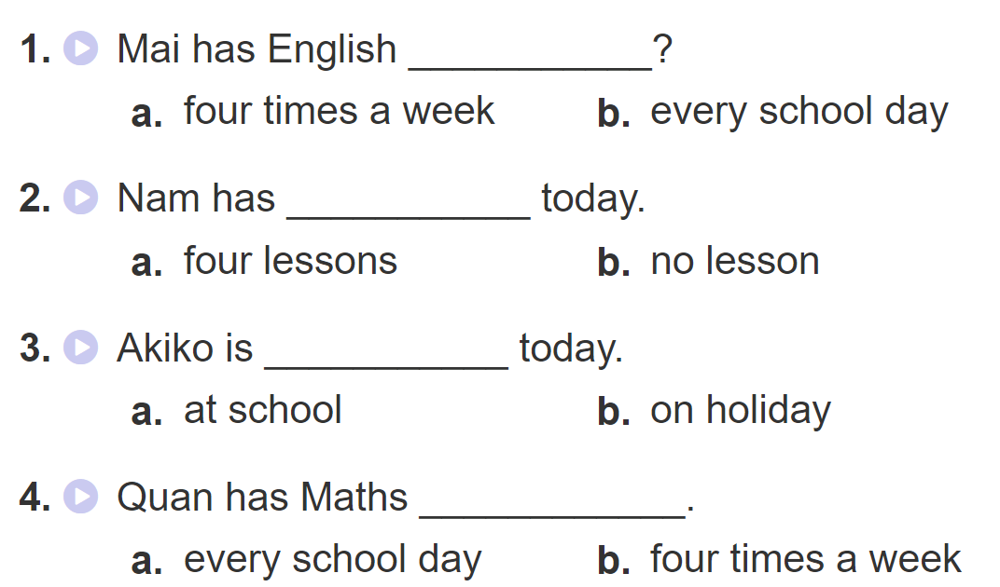 1. Mai has English ___________?
a. four times a week b. every school day
2. Nam has ___________ today.
a. four lessons b. no lesson
3. Akiko is ___________ today.
a. at school b. on holiday
4. Quan has Maths ____________.
a. every school day b. four times a week